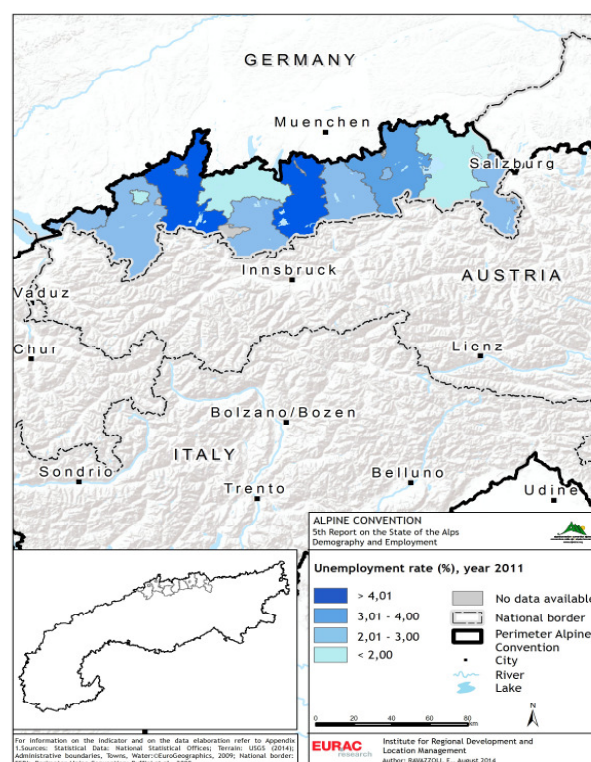 GERMANY
Muenchen
Salzburg
Innsbruck
AUSTRIA
Vaduz
Chur
Lienz
Bolzano/Bozen
ITALY
Sondrio
Belluno
Trento
Udine
ALPINE CONVENTION
5th Report on the State of the Alps
Demography and Employment
Unemployment rate (%), year 2011
> 4,01
3,01 - 4,00
2,01 - 3,00
< 2,00
No data available
National border
Perimeter Alpine
Convention
City
River
Lake
N
0 20 40 60 80
km
For information on the indicator and on the data elaboration refer to Appendix
1.Sources: Statistical Data: National Statistical Offices; Terrain: USGS (2014);
Administrative boundaries, Towns, Water:©EuroGeographics, 2009; National border:
EURAC
research
Institute for Regional Development and
Location Management
Author: RAVAZZOLI, E., August 2014